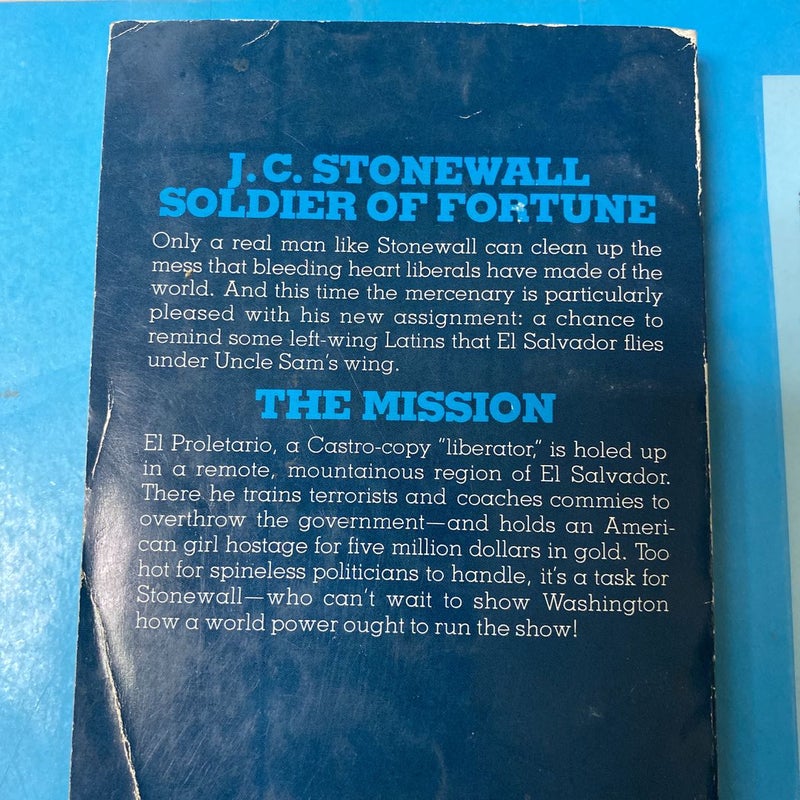 J.C. STONEWALL
SOLDIER OF FORTUNE
Only a real man like Stonewall can clean up the
mess that bleeding heart liberals have made of the
world. And this time the mercenary is particularly
pleased with his new assignment: a chance to
remind some left-wing Latins that El Salvador flies
under Uncle Sam's wing.
THE MISSION
El Proletario, a Castro-copy "liberator," is holed up
in a remote, mountainous region of El Salvador.
There he trains terrorists and coaches commies to
overthrow the government—and holds an Ameri-
can girl hostage for five million dollars in gold. Too
hot for spineless politicians to handle, it's a task for
Stonewall—who can't wait to show Washington
how a world power ought to run the show!